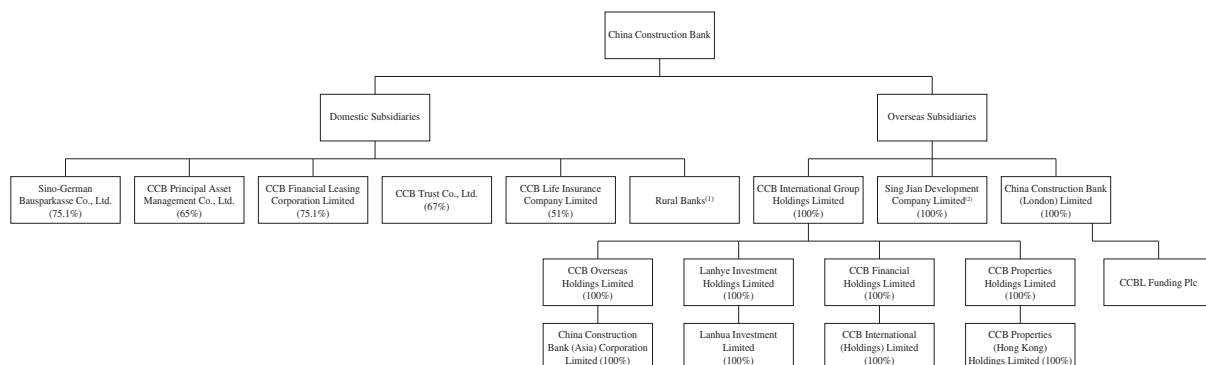 China Construction Bank
Domestic Subsidiaries
Overseas Subsidiaries
Sino-German
Bausparkasse Co., Ltd.
(75.1%)
CCB Principal Asset
Management Co., Ltd.
(65%)
CCB Financial Leasing
Corporation Limited
(75.1%)
CCB Trust Co., Ltd.
(67%)
CCB Life Insurance
Company Limited
(51%)
Rural Banks(1)
CCB International Group
Holdings Limited
(100%)
Sing Jian Development
Company Limited(2)
(100%)
China Construction Bank
(London) Limited
(100%)
CCB Overseas
Holdings Limited
(100%)
Lanhye Investment
Holdings Limited
(100%)
CCB Financial
Holdings Limited
(100%)
CCB Properties
Holdings Limited
(100%)
CCBL Funding Plc
China Construction
Bank (Asia) Corporation
Limited (100%)
Lanhua Investment
Limited
(100%)
CCB International
(Holdings) Limited
(100%)
CCB Properties
(Hong Kong)
Holdings Limited (100%)